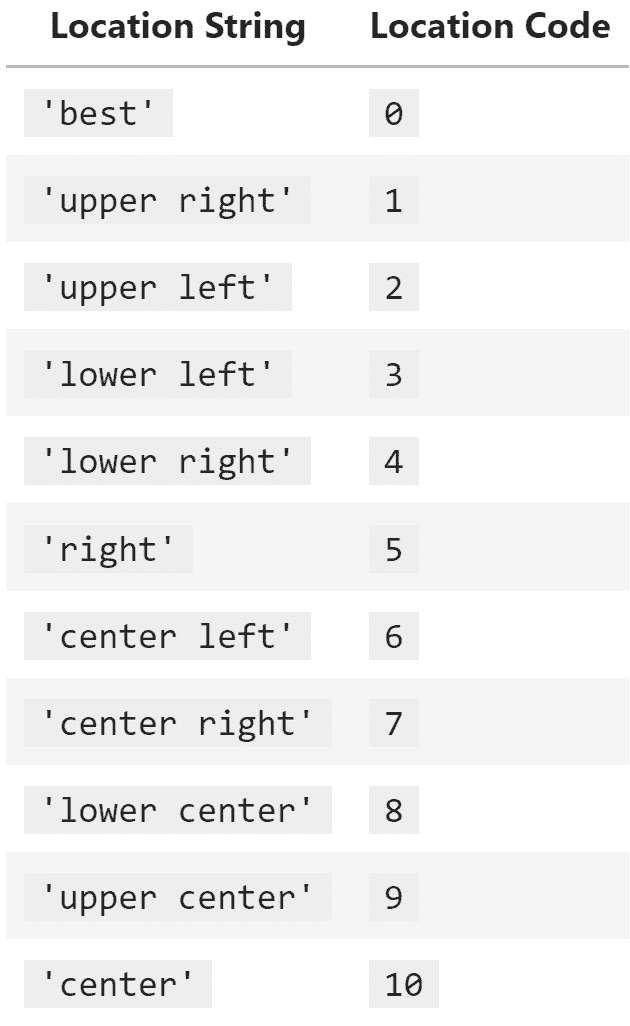 Location String Location Code
'best' 0
'upper right' 1
'upper left' 2
'lower left' 3
'lower right' 4
'right' 5
'center left' 6
'center right' 7
'lower center' 8
'upper center' 9
'center' 10